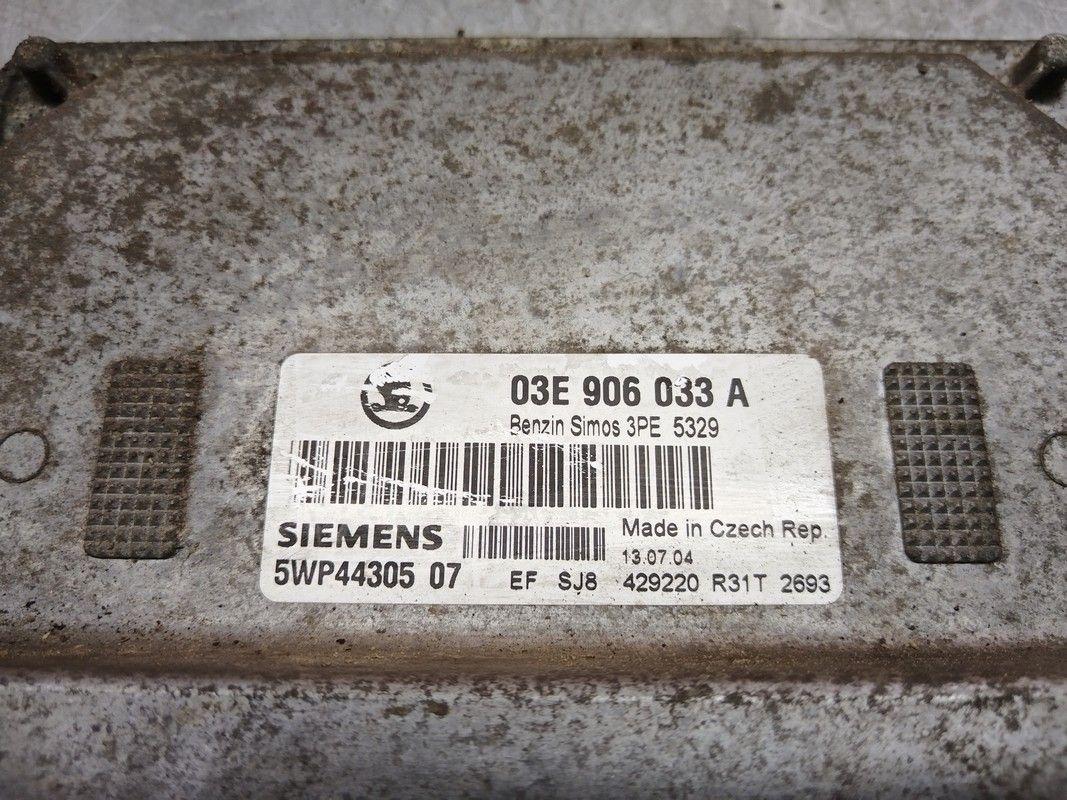 03E 906 033 A
Benzin Simos 3PE 5329
SIEMENS
Made in Czech Rep.
13.07.04
5WP44305 07
EF SJ8 429220 R31T 2693